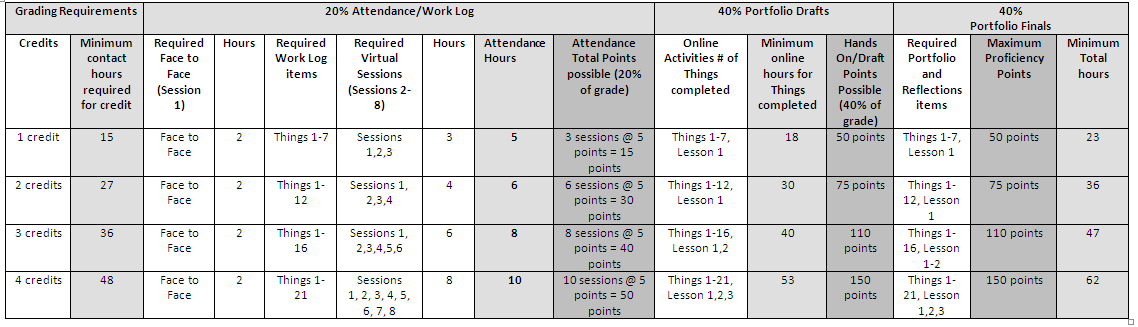 Grading Requirements
20% Attendance/Work Log
40% Portfolio Drafts
40%
Portfolio Finals
Credits
Minimum
contact
hours
required
for credit
Required
Face to
Face
(Session
1)
Hours
Required
Work Log
items
Required
Virtual
Sessions
(Sessions 2-
8)
Hours
Attendance
Hours
Attendance
Total Points
possible (20%
of grade)
Online
Activities # of
Things
completed
Minimum
online
hours for
Things
completed
Hands
On/Draft
Points
Possible
(40% of
grade)
Required
Portfolio
and
Reflections
items
Maximum
Proficiency
Points
Minimum
Total
hours
1 credit
15
Face to
Face
2
Things 1-7
Sessions
1,2,3
3
5
3 sessions @ 5
points = 15
points
Things 1-7,
Lesson 1
18
50 points
Things 1-7,
Lesson 1
50 points
23
2 credits
27
Face to
Face
2
Things 1-
12
Sessions 1,
2,3,4
4
6
6 sessions @ 5
points = 30
points
Things 1-12,
Lesson 1
30
75 points
Things 1-
12, Lesson
1
75 points
36
3 credits
36
Face to
Face
2
Things 1-
16
Sessions 1,
2,3,4,5,6
6
8
8 sessions @ 5
points = 40
points
Things 1-16,
Lesson 1,2
40
110
points
Things 1-
16, Lesson
1-2
110 points
47
4 credits
48
Face to
Face
2
Things 1-
21
Sessions
1, 2, 3, 4, 5,
6, 7, 8
8
10
10 sessions @ 5
points = 50
points
Things 1-21,
Lesson 1,2,3
53
150
points
Things 1-
21, Lesson
1,2,3
150 points
62